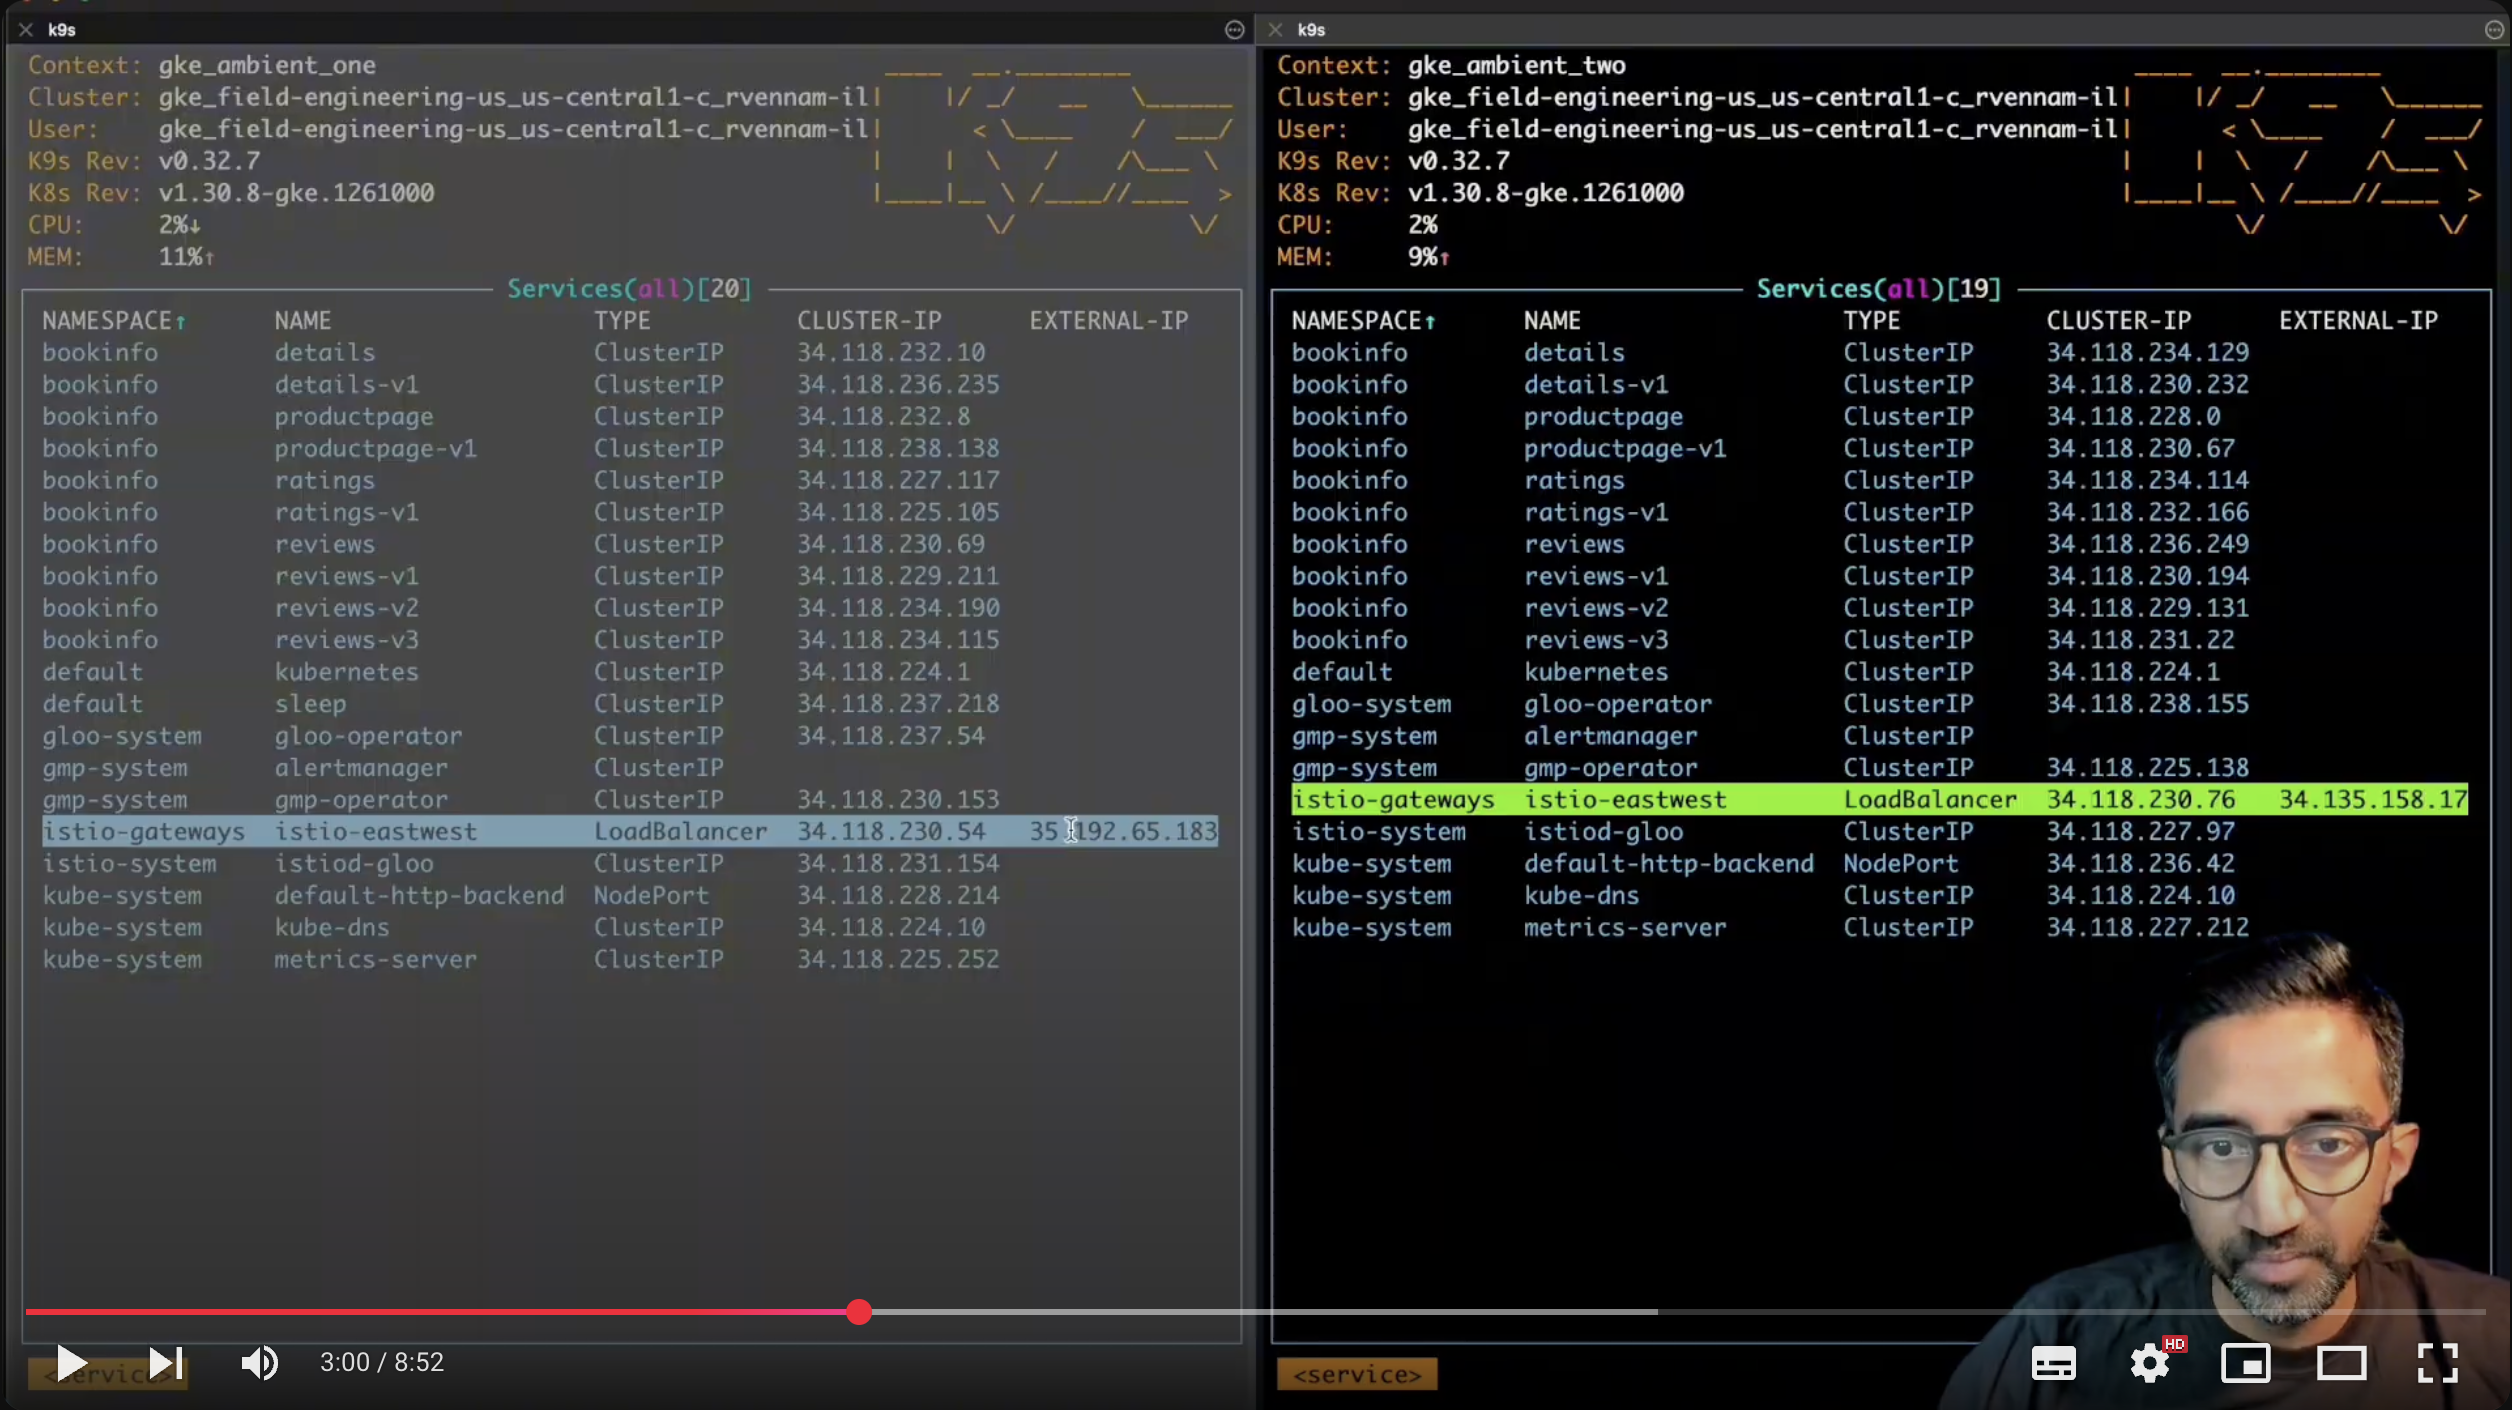 k9s
Context: gke_ambient_one
Cluster: gke_field-engineering-us_us-central1-c_rvennam-il
User: gke_field-engineering-us_us-central1-c_rvennam-il
K9s Rev: v0.32.7
K8s Rev: v1.30.8-gke.1261000
CPU: 2%↓
MEM: 11%↑
Services(all)[20]
NAMESPACE↑ NAME TYPE CLUSTER-IP EXTERNAL-IP
bookinfo details ClusterIP 34.118.232.10
bookinfo details-v1 ClusterIP 34.118.236.235
bookinfo productpage ClusterIP 34.118.232.8
bookinfo productpage-v1 ClusterIP 34.118.238.138
bookinfo ratings ClusterIP 34.118.227.117
bookinfo ratings-v1 ClusterIP 34.118.225.105
bookinfo reviews ClusterIP 34.118.230.69
bookinfo reviews-v1 ClusterIP 34.118.229.211
bookinfo reviews-v2 ClusterIP 34.118.234.190
bookinfo reviews-v3 ClusterIP 34.118.234.115
default kubernetes ClusterIP 34.118.224.1
default sleep ClusterIP 34.118.237.218
gloo-system gloo-operator ClusterIP 34.118.237.54
gmp-system alertmanager ClusterIP
gmp-system gmp-operator ClusterIP 34.118.230.153
istio-gateways istio-eastwest LoadBalancer 34.118.230.54 35.192.65.183
istio-system istiod-gloo ClusterIP 34.118.231.154
kube-system default-http-backend NodePort 34.118.228.214
kube-system kube-dns ClusterIP 34.118.224.10
kube-system metrics-server ClusterIP 34.118.225.252
<service>
k9s
Context: gke_ambient_two
Cluster: gke_field-engineering-us_us-central1-c_rvennam-il
User: gke_field-engineering-us_us-central1-c_rvennam-il
K9s Rev: v0.32.7
K8s Rev: v1.30.8-gke.1261000
CPU: 2%
MEM: 9%↑
Services(all)[19]
NAMESPACE↑ NAME TYPE CLUSTER-IP EXTERNAL-IP
bookinfo details ClusterIP 34.118.234.129
bookinfo details-v1 ClusterIP 34.118.230.232
bookinfo productpage ClusterIP 34.118.228.0
bookinfo productpage-v1 ClusterIP 34.118.230.67
bookinfo ratings ClusterIP 34.118.234.114
bookinfo ratings-v1 ClusterIP 34.118.232.166
bookinfo reviews ClusterIP 34.118.236.249
bookinfo reviews-v1 ClusterIP 34.118.230.194
bookinfo reviews-v2 ClusterIP 34.118.229.131
bookinfo reviews-v3 ClusterIP 34.118.231.22
default kubernetes ClusterIP 34.118.224.1
gloo-system gloo-operator ClusterIP 34.118.238.155
gmp-system alertmanager ClusterIP
gmp-system gmp-operator ClusterIP 34.118.225.138
istio-gateways istio-eastwest LoadBalancer 34.118.230.76 34.135.158.17
istio-system istiod-gloo ClusterIP 34.118.227.97
kube-system default-http-backend NodePort 34.118.236.42
kube-system kube-dns ClusterIP 34.118.224.10
kube-system metrics-server ClusterIP 34.118.227.212
<service>
3:00 / 8:52
HD